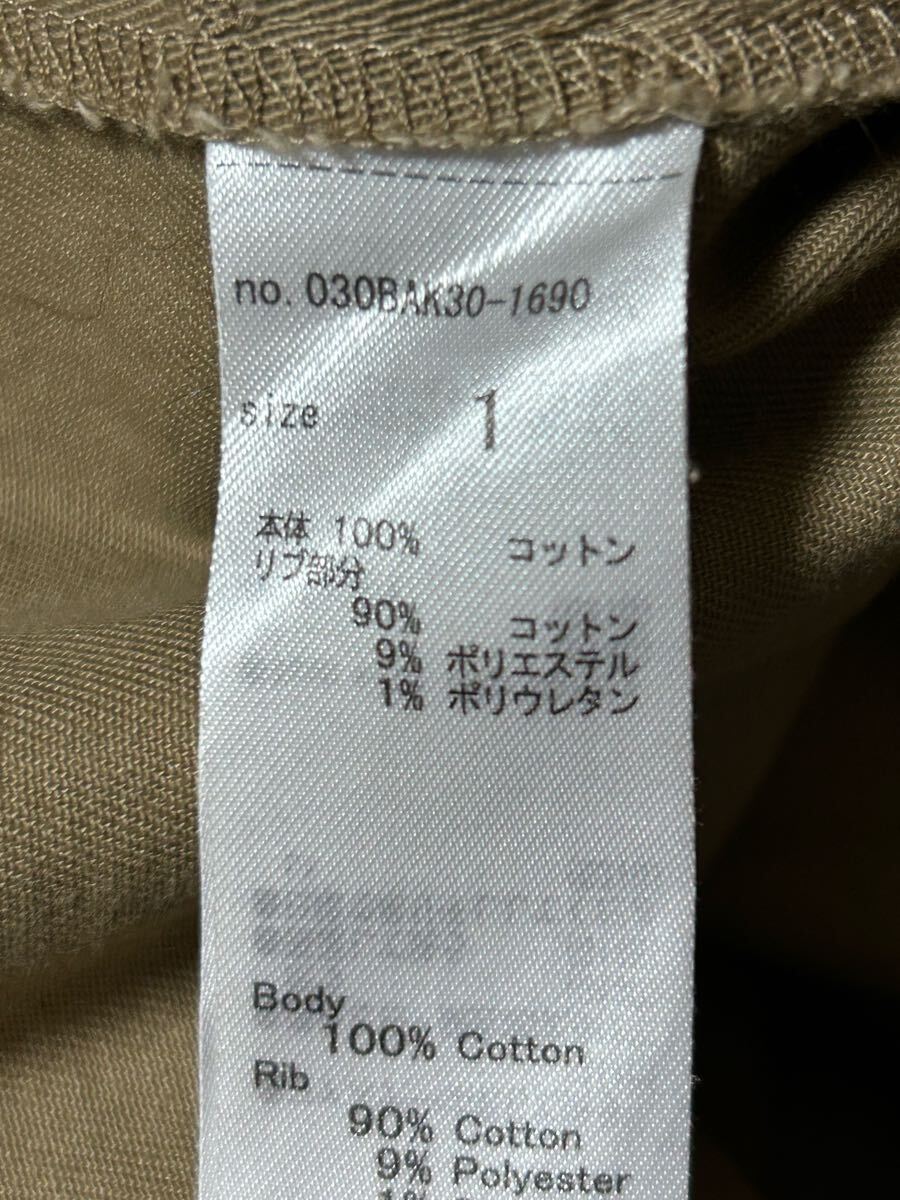 no. 030BAK30-1690
size 1
本体 100% コットン
リブ部分
90% コットン
9% ポリエステル
1% ポリウレタン
Body
100% Cotton
Rib
90% Cotton
9% Polyester
1%